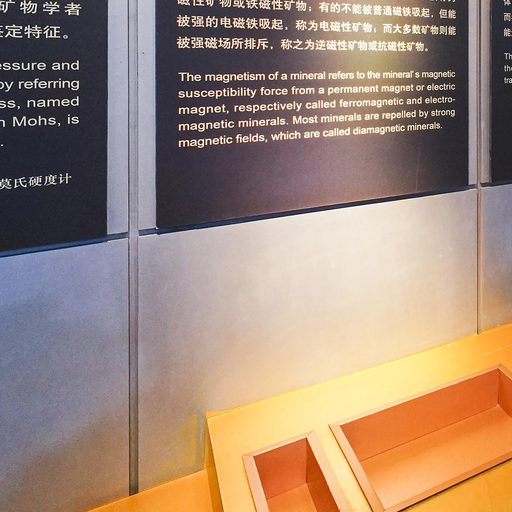 矿物学者
鉴定特征。
essure and
by referring
ss, named
n Mohs, is
莫氏硬度计
磁性矿物或铁磁性矿物；有的不能被普通磁铁吸起，但能
被强的电磁铁吸起，称为电磁性矿物；而大多数矿物则能
被强磁场所排斥，称之为逆磁性矿物或抗磁性矿物。
The magnetism of a mineral refers to the mineral's magnetic
susceptibility force from a permanent magnet or electric
magnet, respectively called ferromagnetic and electro-
magnetic minerals. Most minerals are repelled by strong
magnetic fields, which are called diamagnetic minerals.